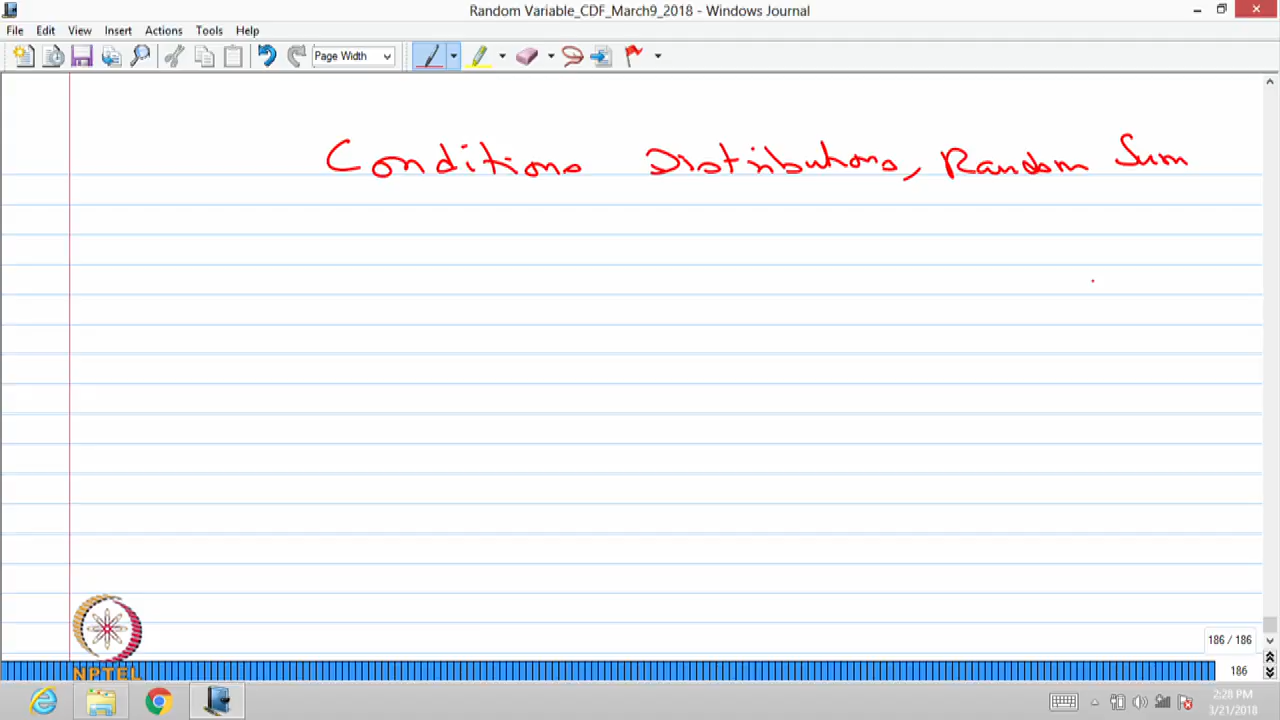 Random Variable_CDF_March9_2018 - Windows Journal
File Edit View Insert Actions Tools Help
Page Width
Conditions Distributions, Random Sum
186 / 186
NPTEL
186
2:28 PM
3/21/2018